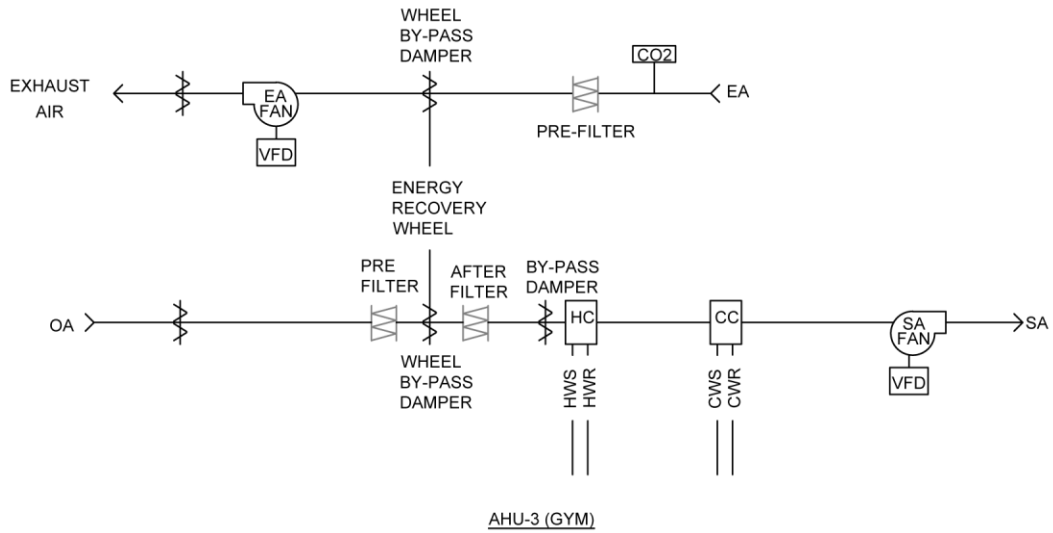 WHEEL
BY-PASS
DAMPER
CO2
EXHAUST
AIR
EA
FAN
EA
VFD
PRE-FILTER
ENERGY
RECOVERY
WHEEL
PRE
FILTER
AFTER
FILTER
BY-PASS
DAMPER
OA
HC
CC
SA
FAN
SA
WHEEL
BY-PASS
DAMPER
HWS
HWR
CWS
CWR
VFD
AHU-3 (GYM)